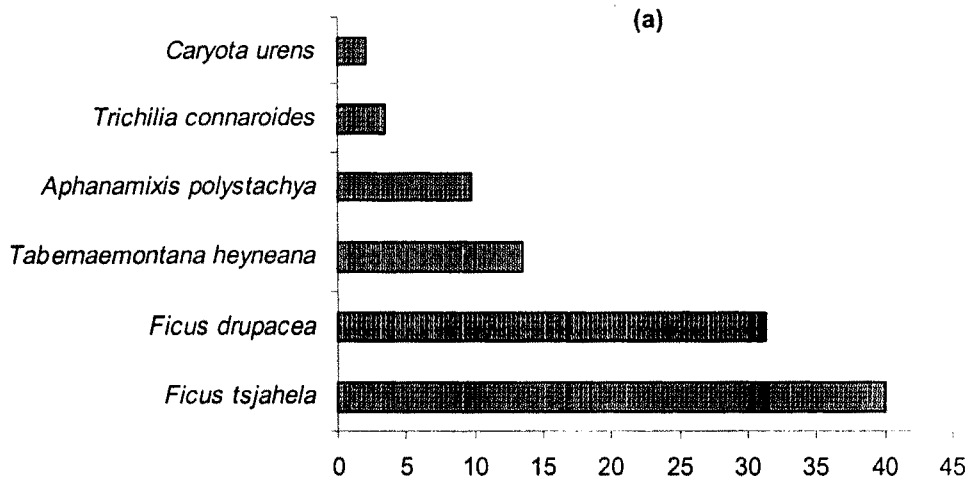 (a)
Caryota urens
Trichilia connaroides
Aphanamixis polystachya
Tabernaemontana heyneana
Ficus drupacea
Ficus tsjahela
0 5 10 15 20 25 30 35 40 45